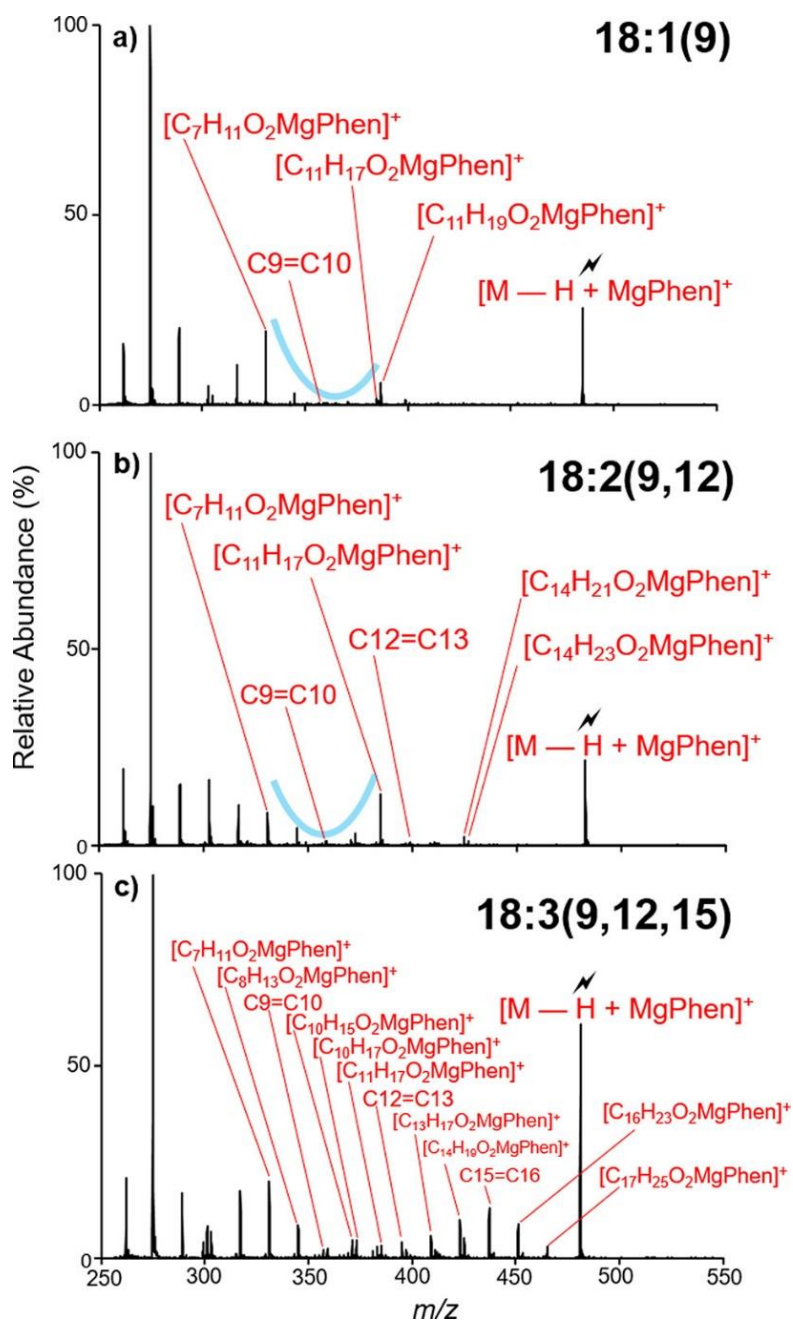 a)
18:1(9)
[C₇H₁₁O₂MgPhen]⁺
[C₁₁H₁₇O₂MgPhen]⁺
[C₁₁H₁₉O₂MgPhen]⁺
C9=C10
[M — H + MgPhen]⁺
100
50
0
b)
18:2(9,12)
[C₇H₁₁O₂MgPhen]⁺
[C₁₁H₁₇O₂MgPhen]⁺
[C₁₄H₂₁O₂MgPhen]⁺
C12=C13
[C₁₄H₂₃O₂MgPhen]⁺
C9=C10
[M — H + MgPhen]⁺
100
50
0
Relative Abundance (%)
c)
18:3(9,12,15)
[C₇H₁₁O₂MgPhen]⁺
[C₈H₁₃O₂MgPhen]⁺
C9=C10
[C₁₀H₁₅O₂MgPhen]⁺
[C₁₀H₁₇O₂MgPhen]⁺
[C₁₁H₁₇O₂MgPhen]⁺
C12=C13
[C₁₃H₁₇O₂MgPhen]⁺
[C₁₄H₁₉O₂MgPhen]⁺
C15=C16
[M — H + MgPhen]⁺
[C₁₆H₂₃O₂MgPhen]⁺
[C₁₇H₂₅O₂MgPhen]⁺
100
50
0
250 300 350 400 450 500 550
m/z